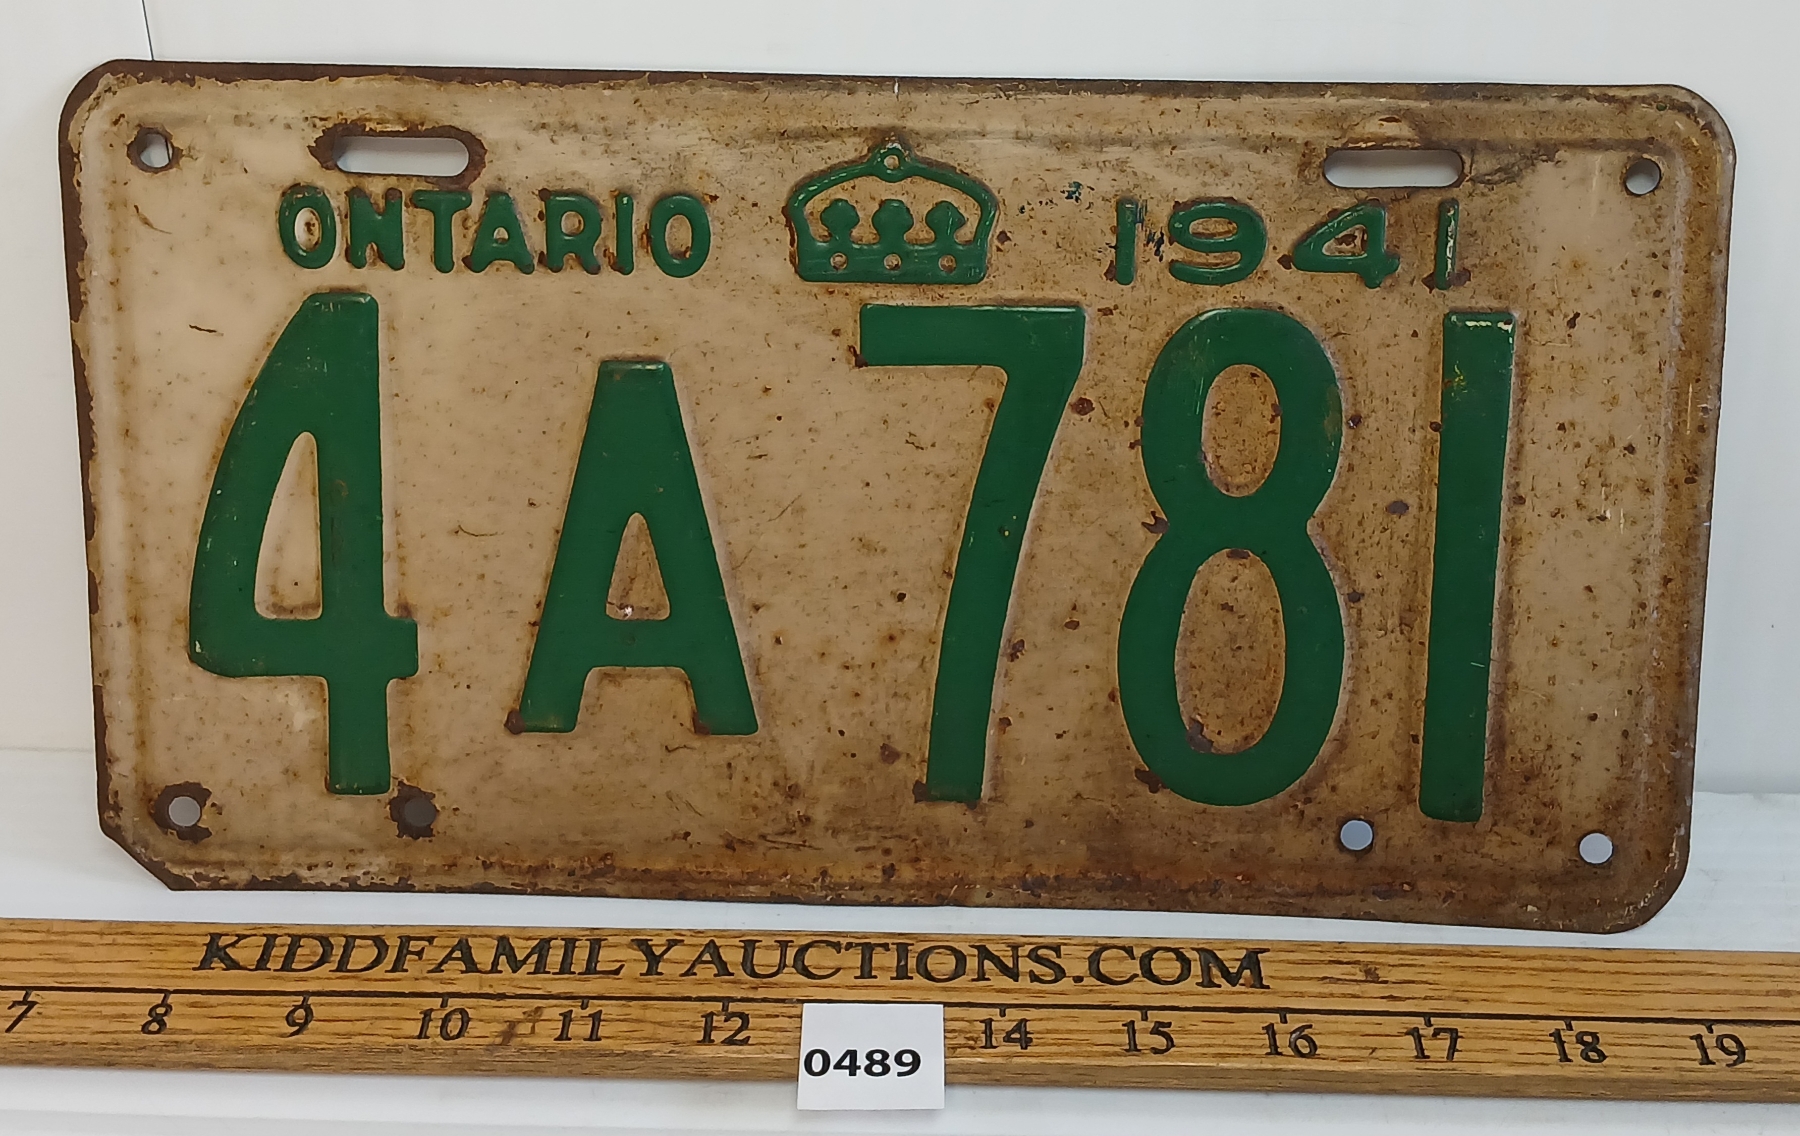 ONTARIO 1941
4A781
KIDDFAMILYAUCTIONS.COM
7 8 9 10 11 12 14 15 16 17 18 19
0489